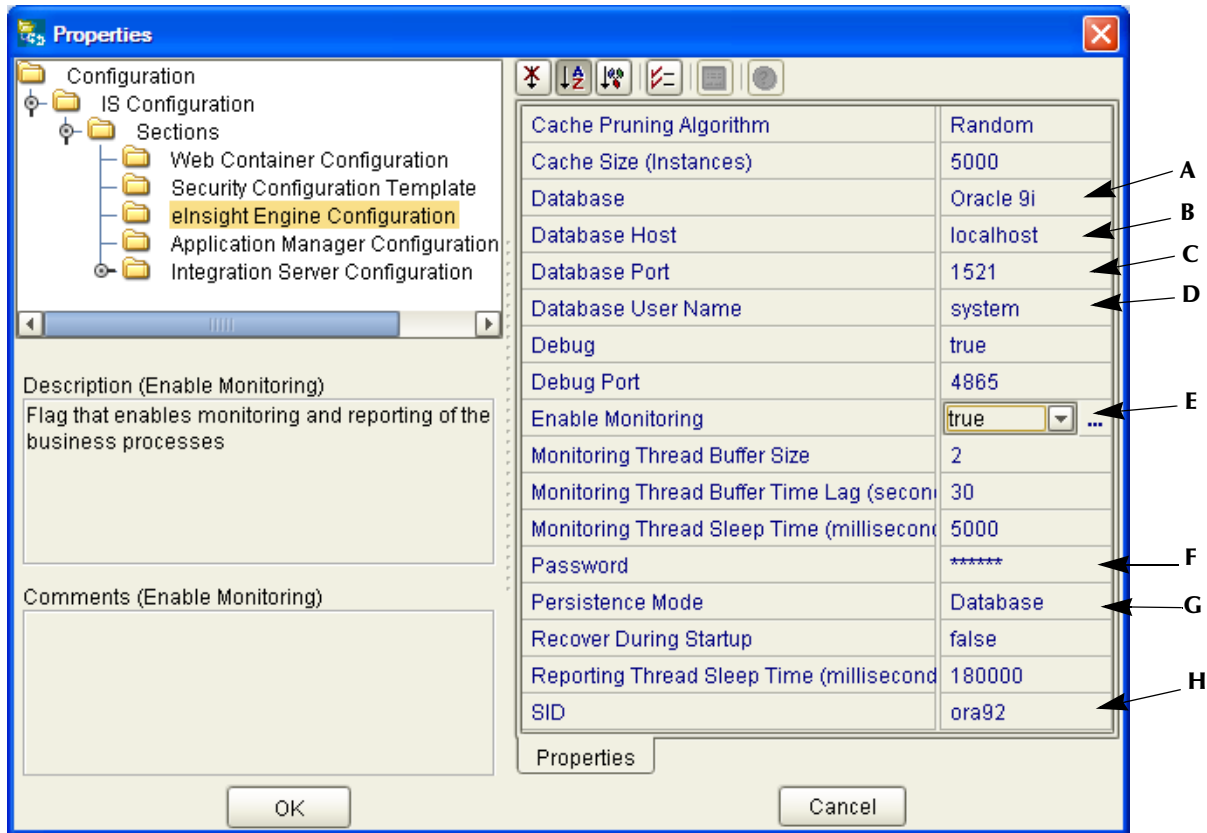 Properties
Configuration
IS Configuration
Sections
Web Container Configuration
Security Configuration Template
eInsight Engine Configuration
Application Manager Configuration
Integration Server Configuration
Description (Enable Monitoring)
Flag that enables monitoring and reporting of the
business processes
Comments (Enable Monitoring)
Cache Pruning Algorithm Random
Cache Size (Instances) 5000
Database Oracle 9i A
Database Host localhost B
Database Port 1521 C
Database User Name system D
Debug true
Debug Port 4865
Enable Monitoring true ... E
Monitoring Thread Buffer Size 2
Monitoring Thread Buffer Time Lag (secon 30
Monitoring Thread Sleep Time (millisecon 5000
Password ****** F
Persistence Mode Database G
Recover During Startup false
Reporting Thread Sleep Time (millisecond 180000
SID ora92 H
Properties
OK Cancel